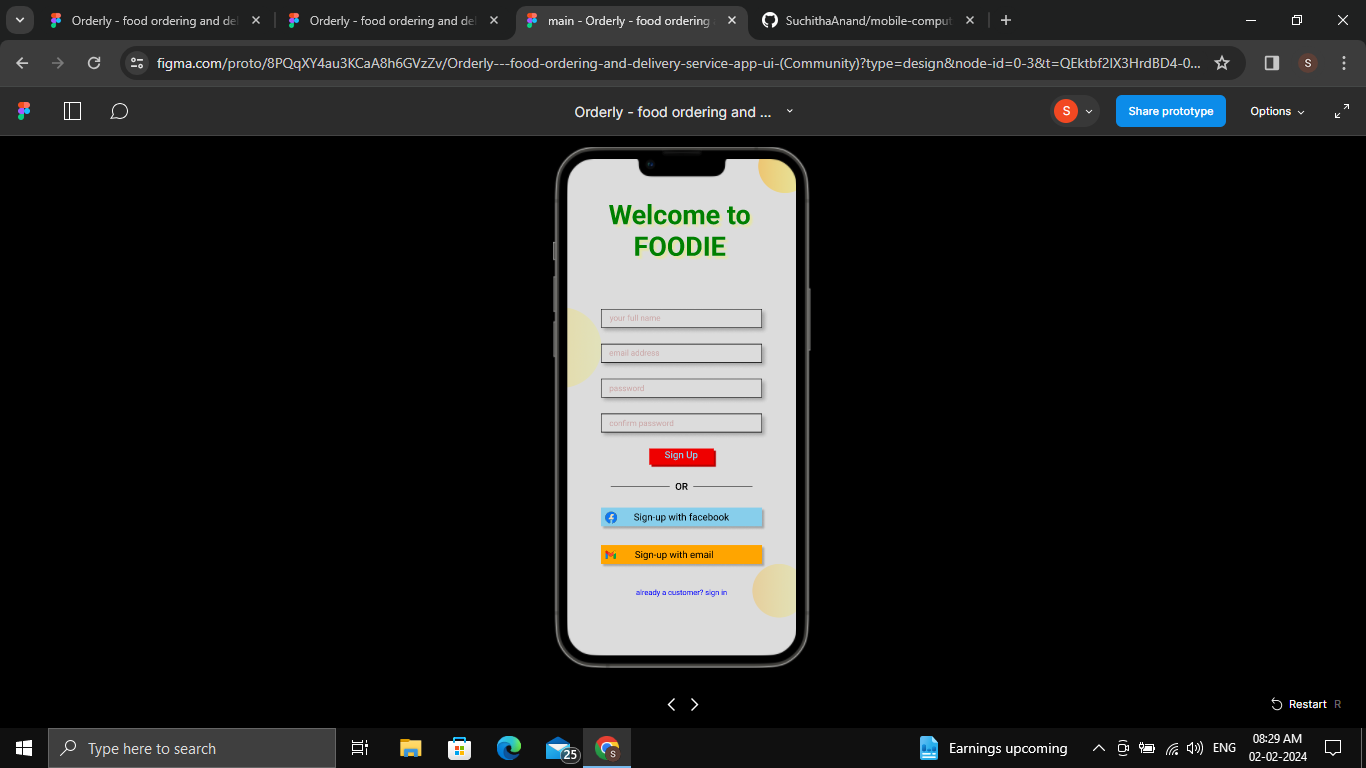 Orderly - food ordering and del
Orderly - food ordering and del
main - Orderly - food ordering
SuchithaAnand/mobile-comput
figma.com/proto/8PQqXY4au3KCaA8h6GVzZv/Orderly---food-ordering-and-delivery-service-app-ui-(Community)?type=design&node-id=0-3&t=QEktbf2IX3HrdBD4-0...
S
Orderly - food ordering and ...
S
Share prototype
Options
Welcome to
FOODIE
your full name
email address
password
confirm password
Sign Up
OR
Sign-up with facebook
Sign-up with email
already a customer? sign in
Restart R
Type here to search
25
S
Earnings upcoming
ENG
08:29 AM
02-02-2024